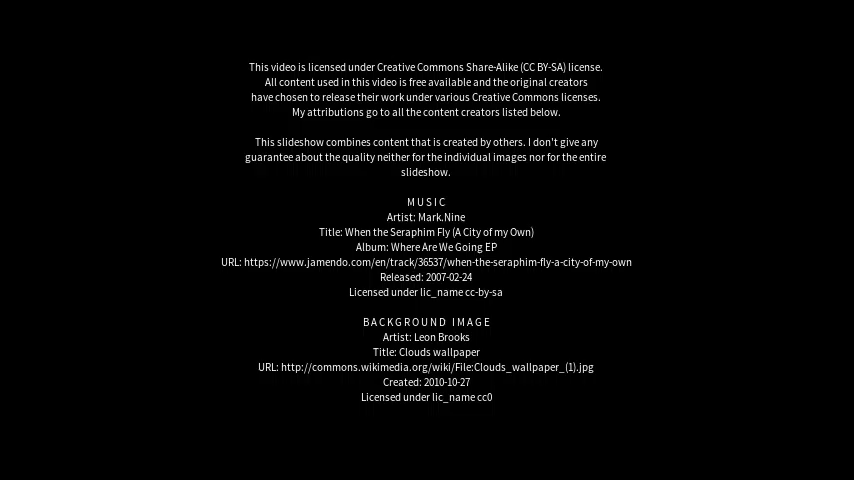 This video is licensed under Creative Commons Share-Alike (CC BY-SA) license.
All content used in this video is free available and the original creators
have chosen to release their work under various Creative Commons licenses.
My attributions go to all the content creators listed below.
This slideshow combines content that is created by others. I don't give any
guarantee about the quality neither for the individual images nor for the entire
slideshow.
MUSIC
Artist: Mark.Nine
Title: When the Seraphim Fly (A City of my Own)
Album: Where Are We Going EP
URL: https://www.jamendo.com/en/track/36537/when-the-seraphim-fly-a-city-of-my-own
Released: 2007-02-24
Licensed under lic_name cc-by-sa
BACKGROUND IMAGE
Artist: Leon Brooks
Title: Clouds wallpaper
URL: http://commons.wikimedia.org/wiki/File:Clouds_wallpaper_(1).jpg
Created: 2010-10-27
Licensed under lic_name cc0